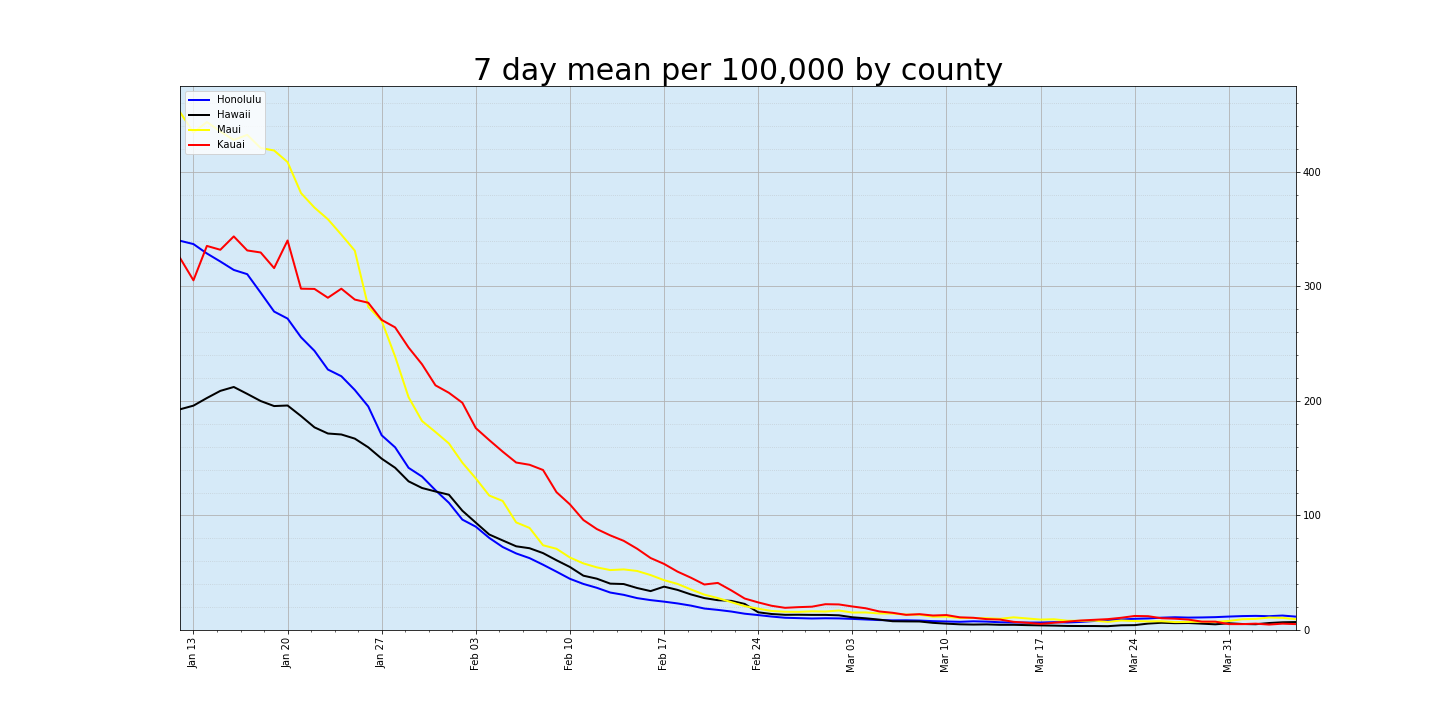 7 day mean per 100,000 by county
Honolulu
Hawaii
Maui
Kauai
400
300
200
100
0
Jan 13
Jan 20
Jan 27
Feb 03
Feb 10
Feb 17
Feb 24
Mar 03
Mar 10
Mar 17
Mar 24
Mar 31